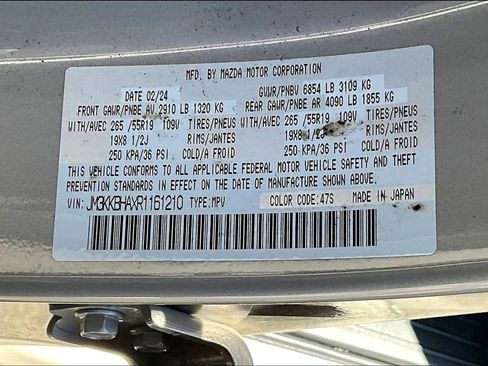 MFD. BY MAZDA MOTOR CORPORATION
DATE 02/24 GVWR/PNBV 6854 LB 3109 KG
FRONT GAWR/PNBE AV 2910 LB 1320 KG REAR GAWR/PNBE AR 4090 LB 1855 KG
WITH/AVEC 265 /55R19 109V TIRES/PNEUS WITH/AVEC 265 /55R19 109V TIRES/PNEUS
19X8 1/2J RIMS/JANTES 19X8 1/2J RIMS/JANTES
250 KPA/36 PSI COLD/A FROID 250 KPA/36 PSI COLD/A FROID
THIS VEHICLE CONFORMS TO ALL APPLICABLE FEDERAL MOTOR VEHICLE SAFETY AND THEFT
PREVENTION STANDARDS IN EFFECT ON THE DATE OF MANUFACTURE SHOWN ABOVE.
VIN: JM3KKBHAXR1161210 TYPE:MPV COLOR CODE:47S MADE IN JAPAN